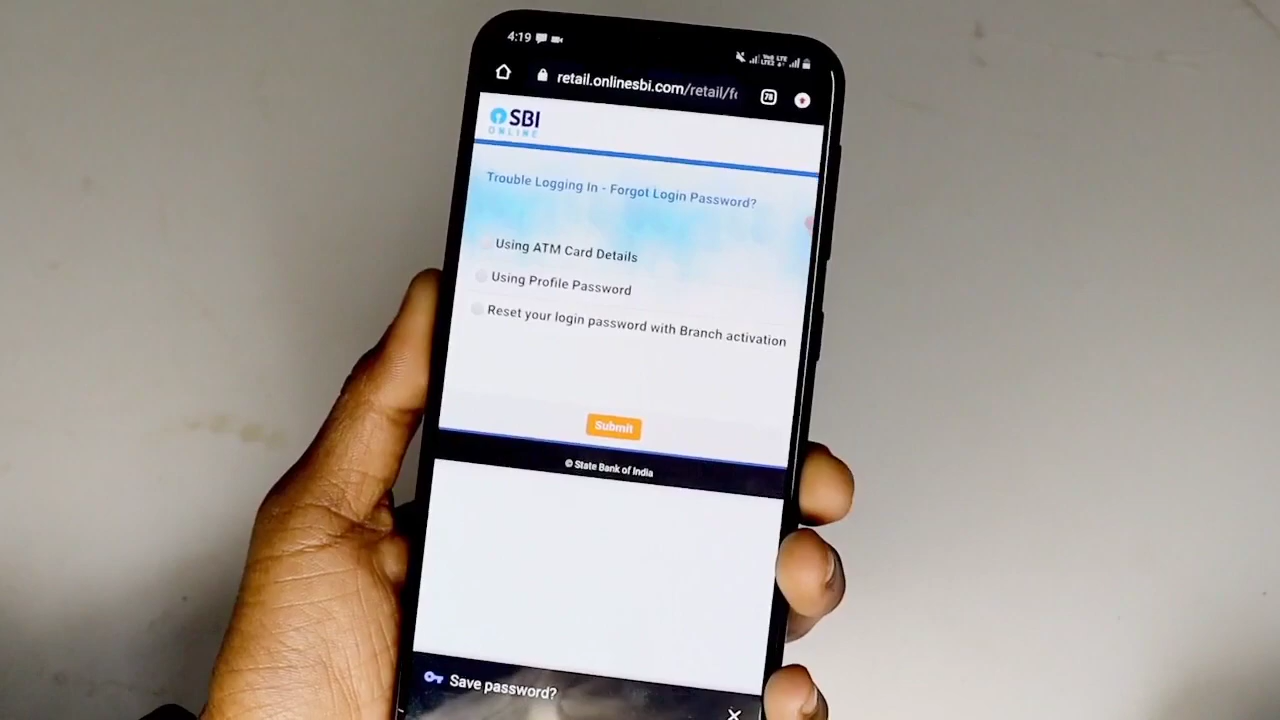 4:19
retail.onlinesbi.com/retail/f
78
SBI
ONLINE
Trouble Logging In - Forgot Login Password?
Using ATM Card Details
Using Profile Password
Reset your login password with Branch activation
Submit
© State Bank of India
Save password?